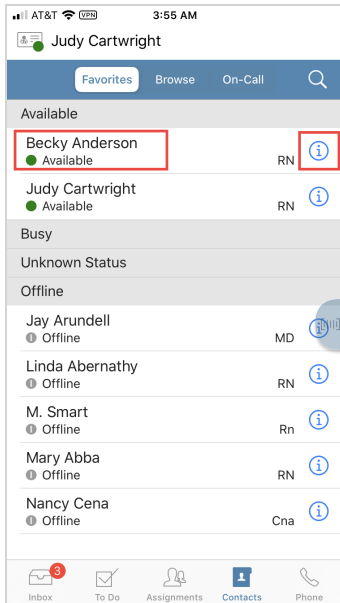 AT&T VPN 3:55 AM
Judy Cartwright
Favorites Browse On-Call
Available
Becky Anderson
Available RN
Judy Cartwright
Available RN
Busy
Unknown Status
Offline
Jay Arundell
Offline MD
Linda Abernathy
Offline RN
M. Smart
Offline Rn
Mary Abba
Offline RN
Nancy Cena
Offline Cna
3
Inbox To Do Assignments Contacts Phone